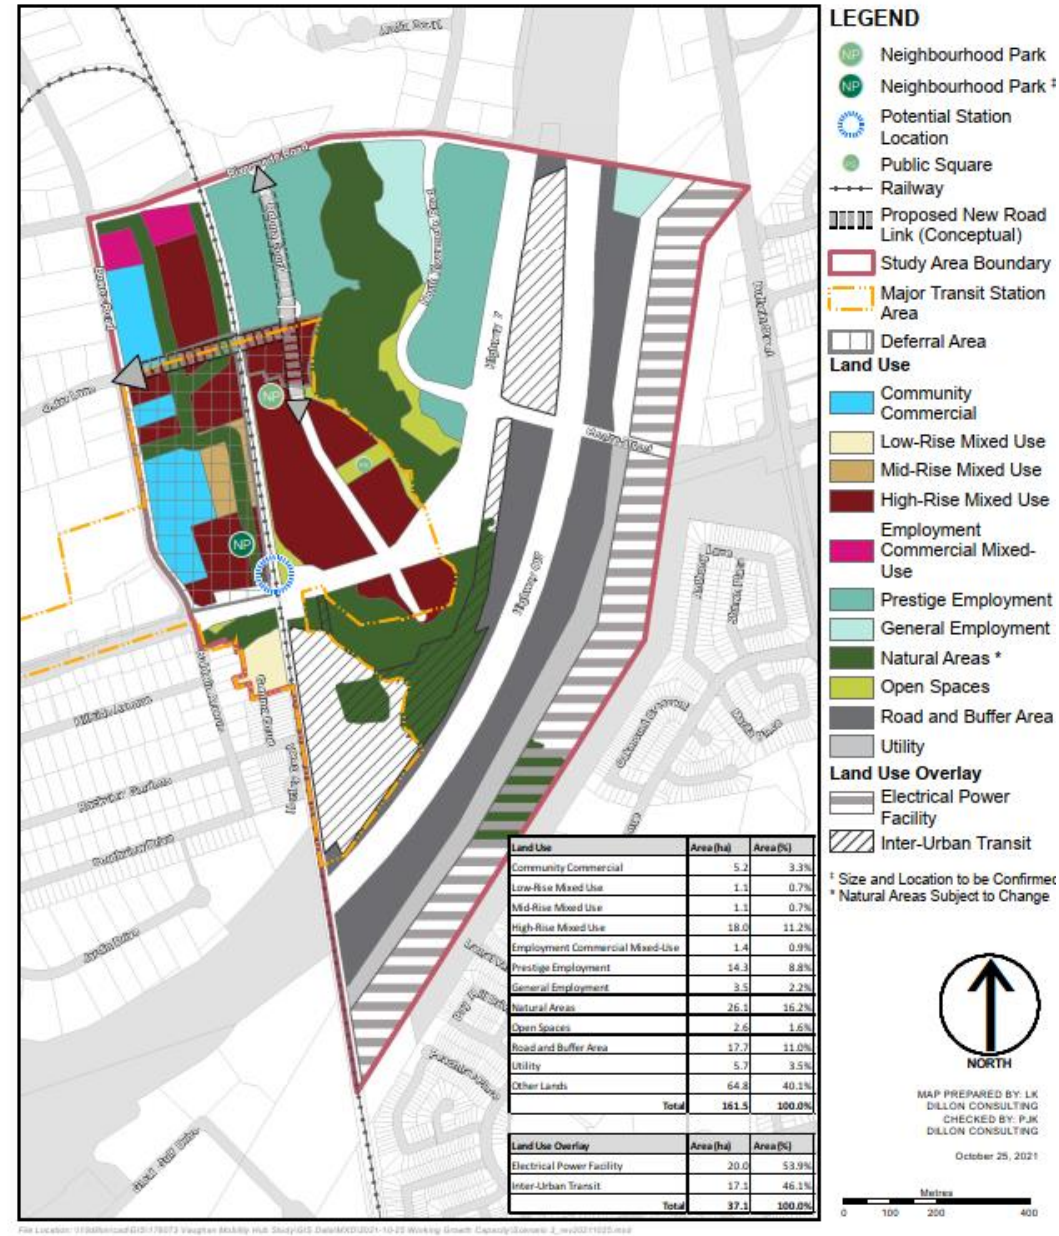 LEGEND
NP Neighbourhood Park
NP Neighbourhood Park ‡
Potential Station
Location
Public Square
Railway
Proposed New Road
Link (Conceptual)
Study Area Boundary
Major Transit Station
Area
Deferral Area
Land Use
Community
Commercial
Low-Rise Mixed Use
Mid-Rise Mixed Use
High-Rise Mixed Use
Employment
Commercial Mixed-
Use
Prestige Employment
General Employment
Natural Areas *
Open Spaces
Road and Buffer Area
Utility
Land Use Overlay
Electrical Power
Facility
Inter-Urban Transit
‡ Size and Location to be Confirmed
* Natural Areas Subject to Change
NORTH
MAP PREPARED BY: LK
DILLON CONSULTING
CHECKED BY: PJK
DILLON CONSULTING
October 25, 2021
Metres
0 100 200 400
Highway 7
Highway 407
NP
NP
Land Use Area (ha) Area (%)
Community Commercial 5.2 3.3%
Low-Rise Mixed Use 1.1 0.7%
Mid-Rise Mixed Use 1.1 0.7%
High-Rise Mixed Use 18.0 11.2%
Employment Commercial Mixed-Use 1.4 0.9%
Prestige Employment 14.3 8.8%
General Employment 3.5 2.2%
Natural Areas 26.1 16.2%
Open Spaces 2.6 1.6%
Road and Buffer Area 17.7 11.0%
Utility 5.7 3.5%
Other Lands 64.8 40.1%
Total 161.5 100.0%
Land Use Overlay Area (ha) Area (%)
Electrical Power Facility 20.0 53.9%
Inter-Urban Transit 17.1 46.1%
Total 37.1 100.0%